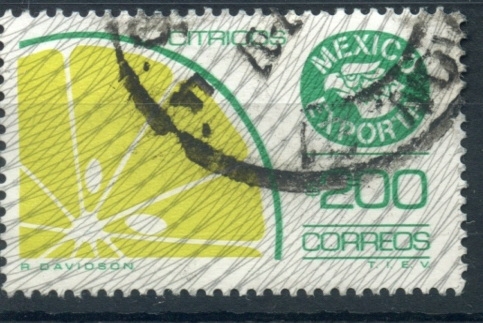 CITRICOS
MEXICO
EXPORTA
200
CORREOS
R DAVIDSON
T.I.E.V.